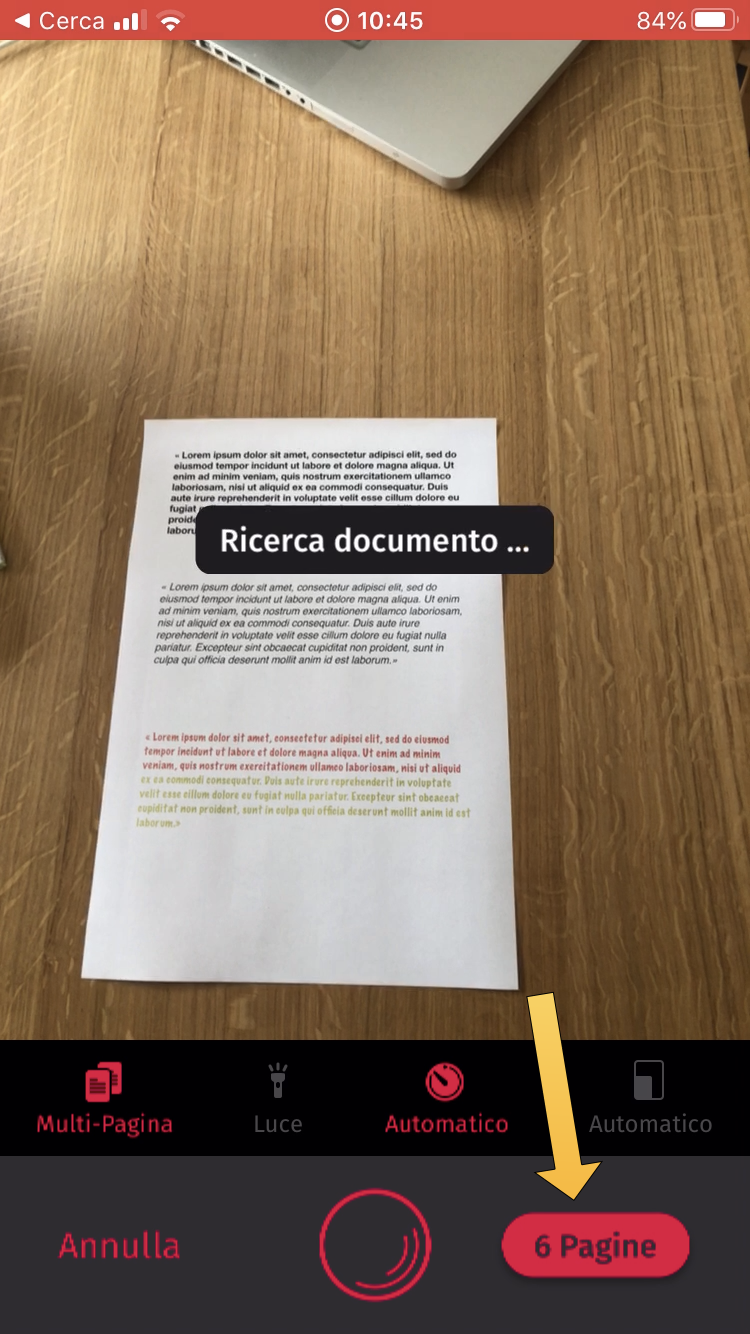 Cerca 10:45 84%
« Lorem ipsum dolor sit amet, consectetur adipisci elit, sed do
eiusmod tempor incidunt ut labore et dolore magna aliqua. Ut
enim ad minim veniam, quis nostrum exercitationem ullamco
laboriosam, nisi ut aliquid ex ea commodi consequatur. Duis
aute irure reprehenderit in voluptate velit esse cillum dolore eu
fugiat
proide
laboru
Ricerca documento ...
« Lorem ipsum dolor sit amet, consectetur adipisci elit, sed do
eiusmod tempor incidunt ut labore et dolore magna aliqua. Ut enim
ad minim veniam, quis nostrum exercitationem ullamco laboriosam,
nisi ut aliquid ex ea commodi consequatur. Duis aute irure
reprehenderit in voluptate velit esse cillum dolore eu fugiat nulla
pariatur. Excepteur sint obcaecat cupiditat non proident, sunt in
culpa qui officia deserunt mollit anim id est laborum.»
« Lorem ipsum dolor sit amet, consectetur adipisci elit, sed do eiusmod
tempor incidunt ut labore et dolore magna aliqua. Ut enim ad minim
veniam, quis nostrum exercitationem ullamco laboriosam, nisi ut aliquid
ex ea commodi consequatur. Duis aute irure reprehenderit in voluptate
velit esse cillum dolore eu fugiat nulla pariatur. Excepteur sint obcaecat
cupiditat non proident, sunt in culpa qui officia deserunt mollit anim id est
laborum.»
Multi-Pagina Luce Automatico Automatico
Annulla 6 Pagine